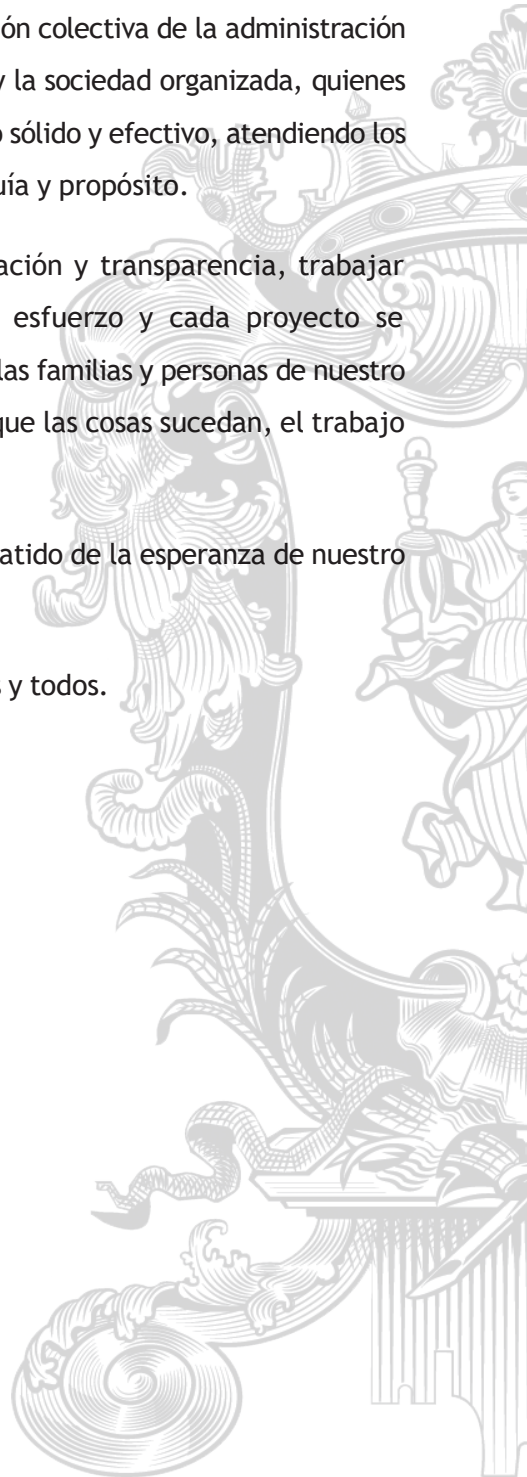 ón colectiva de la administración
y la sociedad organizada, quienes
o sólido y efectivo, atendiendo los
uía y propósito.
ación y transparencia, trabajar
esfuerzo y cada proyecto se
las familias y personas de nuestro
que las cosas sucedan, el trabajo
atido de la esperanza de nuestro
s y todos.